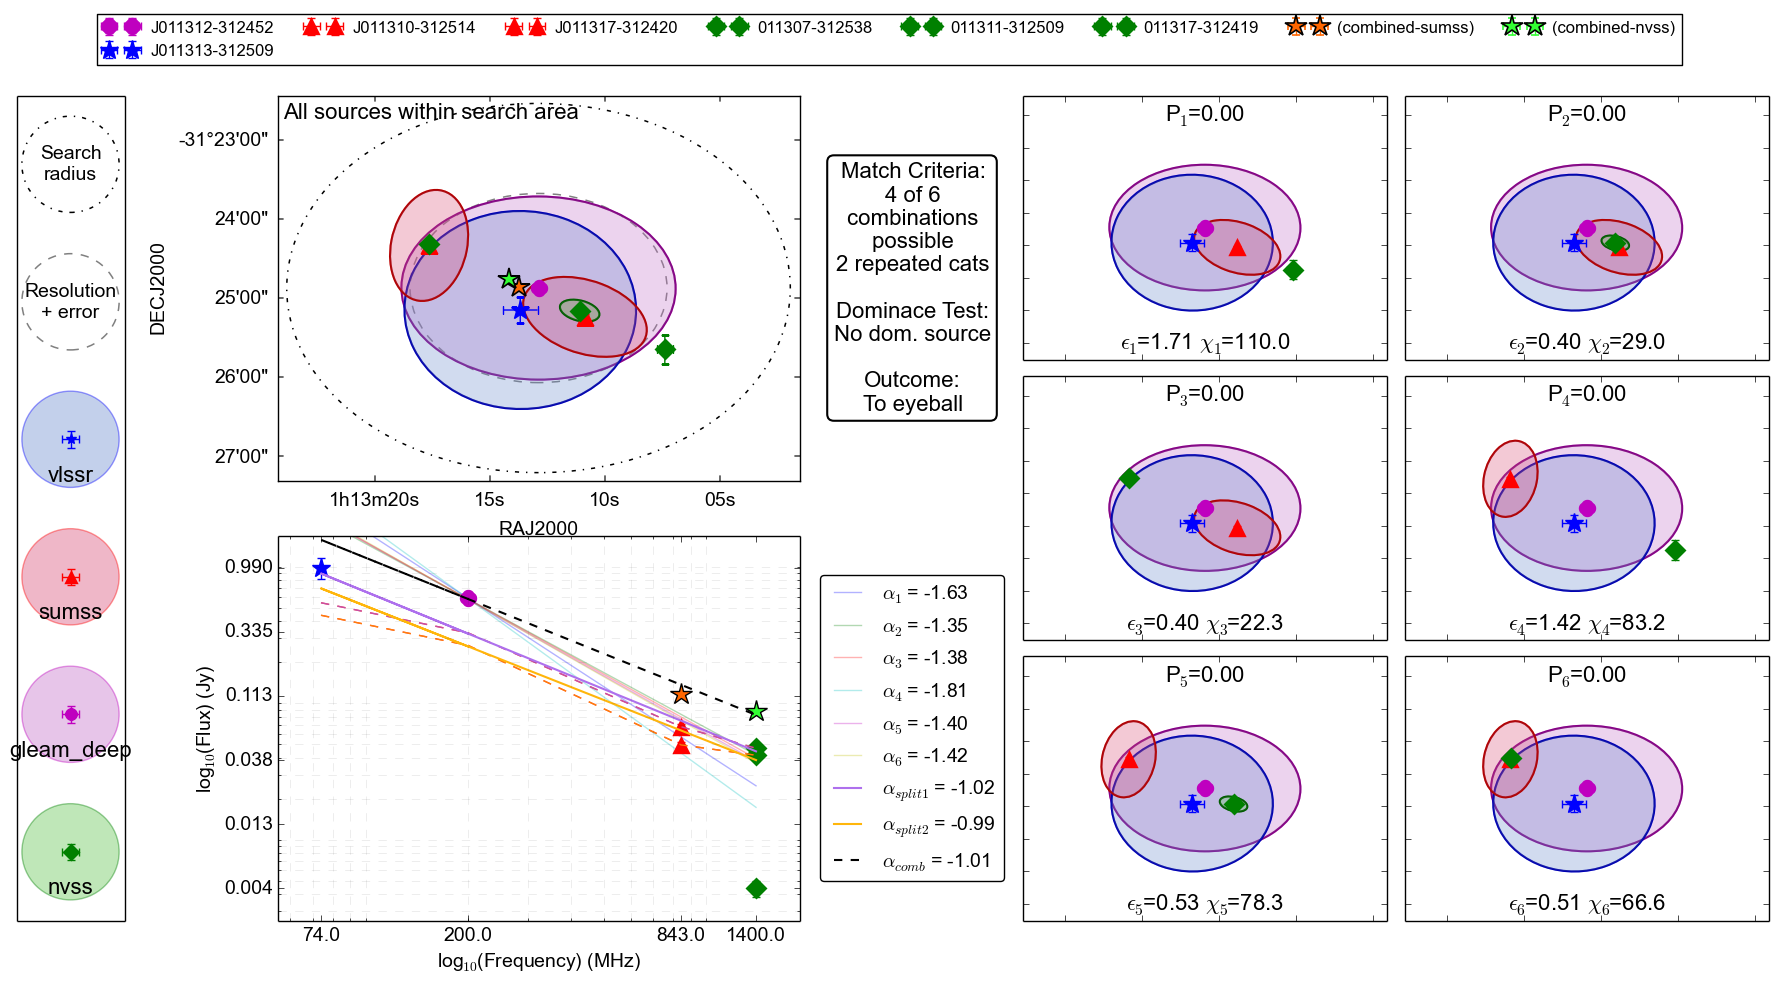 J011312-312452
J011310-312514
J011317-312420
011307-312538
011311-312509
011317-312419
(combined-sumss)
(combined-nvss)
J011313-312509
Search
radius
Resolution
+ error
vlssr
sumss
gleam_deep
nvss
All sources within search area
DECJ2000
-31°23'00"
24'00"
25'00"
26'00"
27'00"
1h13m20s
15s
10s
05s
RAJ2000
Match Criteria:
4 of 6
combinations
possible
2 repeated cats
Dominace Test:
No dom. source
Outcome:
To eyeball
log₁₀(Flux) (Jy)
0.990
0.335
0.113
0.038
0.013
0.004
74.0
200.0
843.0
1400.0
log₁₀(Frequency) (MHz)
α₁ = -1.63
α₂ = -1.35
α₃ = -1.38
α₄ = -1.81
α₅ = -1.40
α₆ = -1.42
α_split1 = -1.02
α_split2 = -0.99
α_comb = -1.01
P₁=0.00
ϵ₁=1.71 χ₁=110.0
P₂=0.00
ϵ₂=0.40 χ₂=29.0
P₃=0.00
ϵ₃=0.40 χ₃=22.3
P₄=0.00
ϵ₄=1.42 χ₄=83.2
P₅=0.00
ϵ₅=0.53 χ₅=78.3
P₆=0.00
ϵ₆=0.51 χ₆=66.6